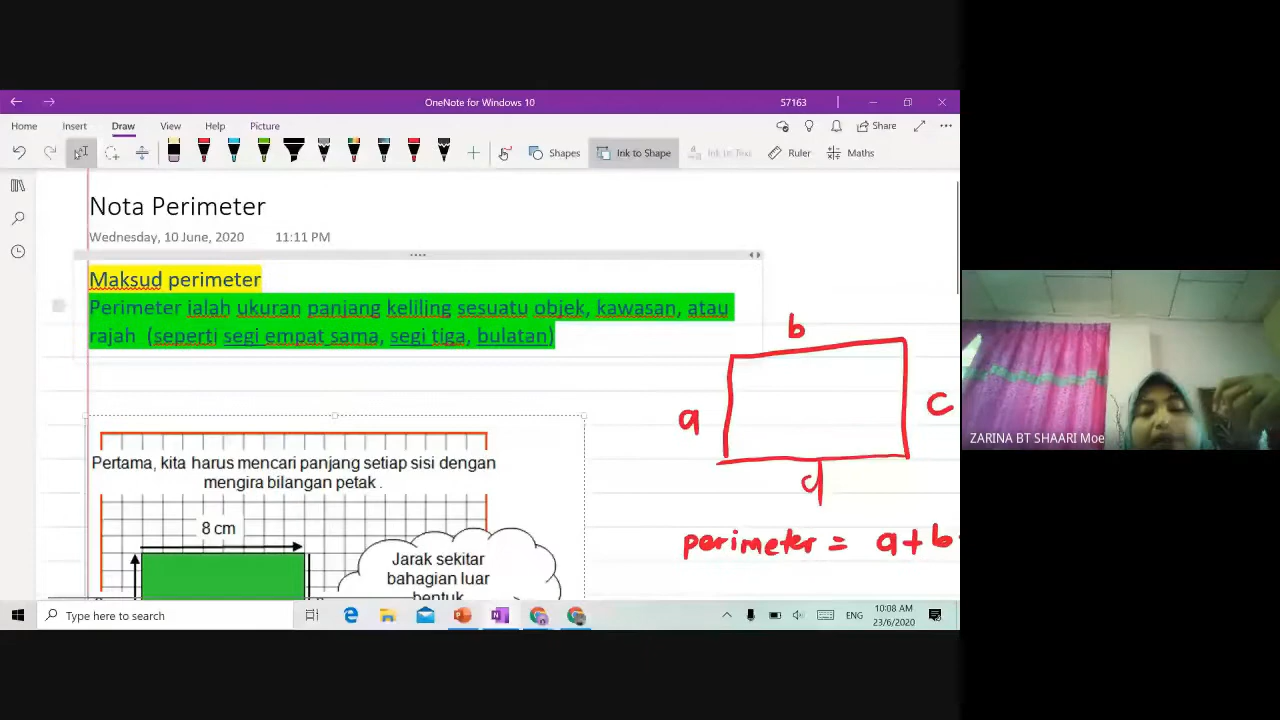 OneNote for Windows 10
57163
Home Insert Draw View Help Picture
Share
Shapes
Ink to Shape
Ink to Text
Ruler
Maths
Nota Perimeter
Wednesday, 10 June, 2020 11:11 PM
Maksud perimeter
Perimeter ialah ukuran panjang keliling sesuatu objek, kawasan, atau
rajah (seperti segi empat sama, segi tiga, bulatan)
b
a
c
d
perimeter = a+b
Pertama, kita harus mencari panjang setiap sisi dengan
mengira bilangan petak .
8 cm
Jarak sekitar
bahagian luar
bentuk
ZARINA BT SHAARI Moe
Type here to search
ENG
10:08 AM
23/6/2020